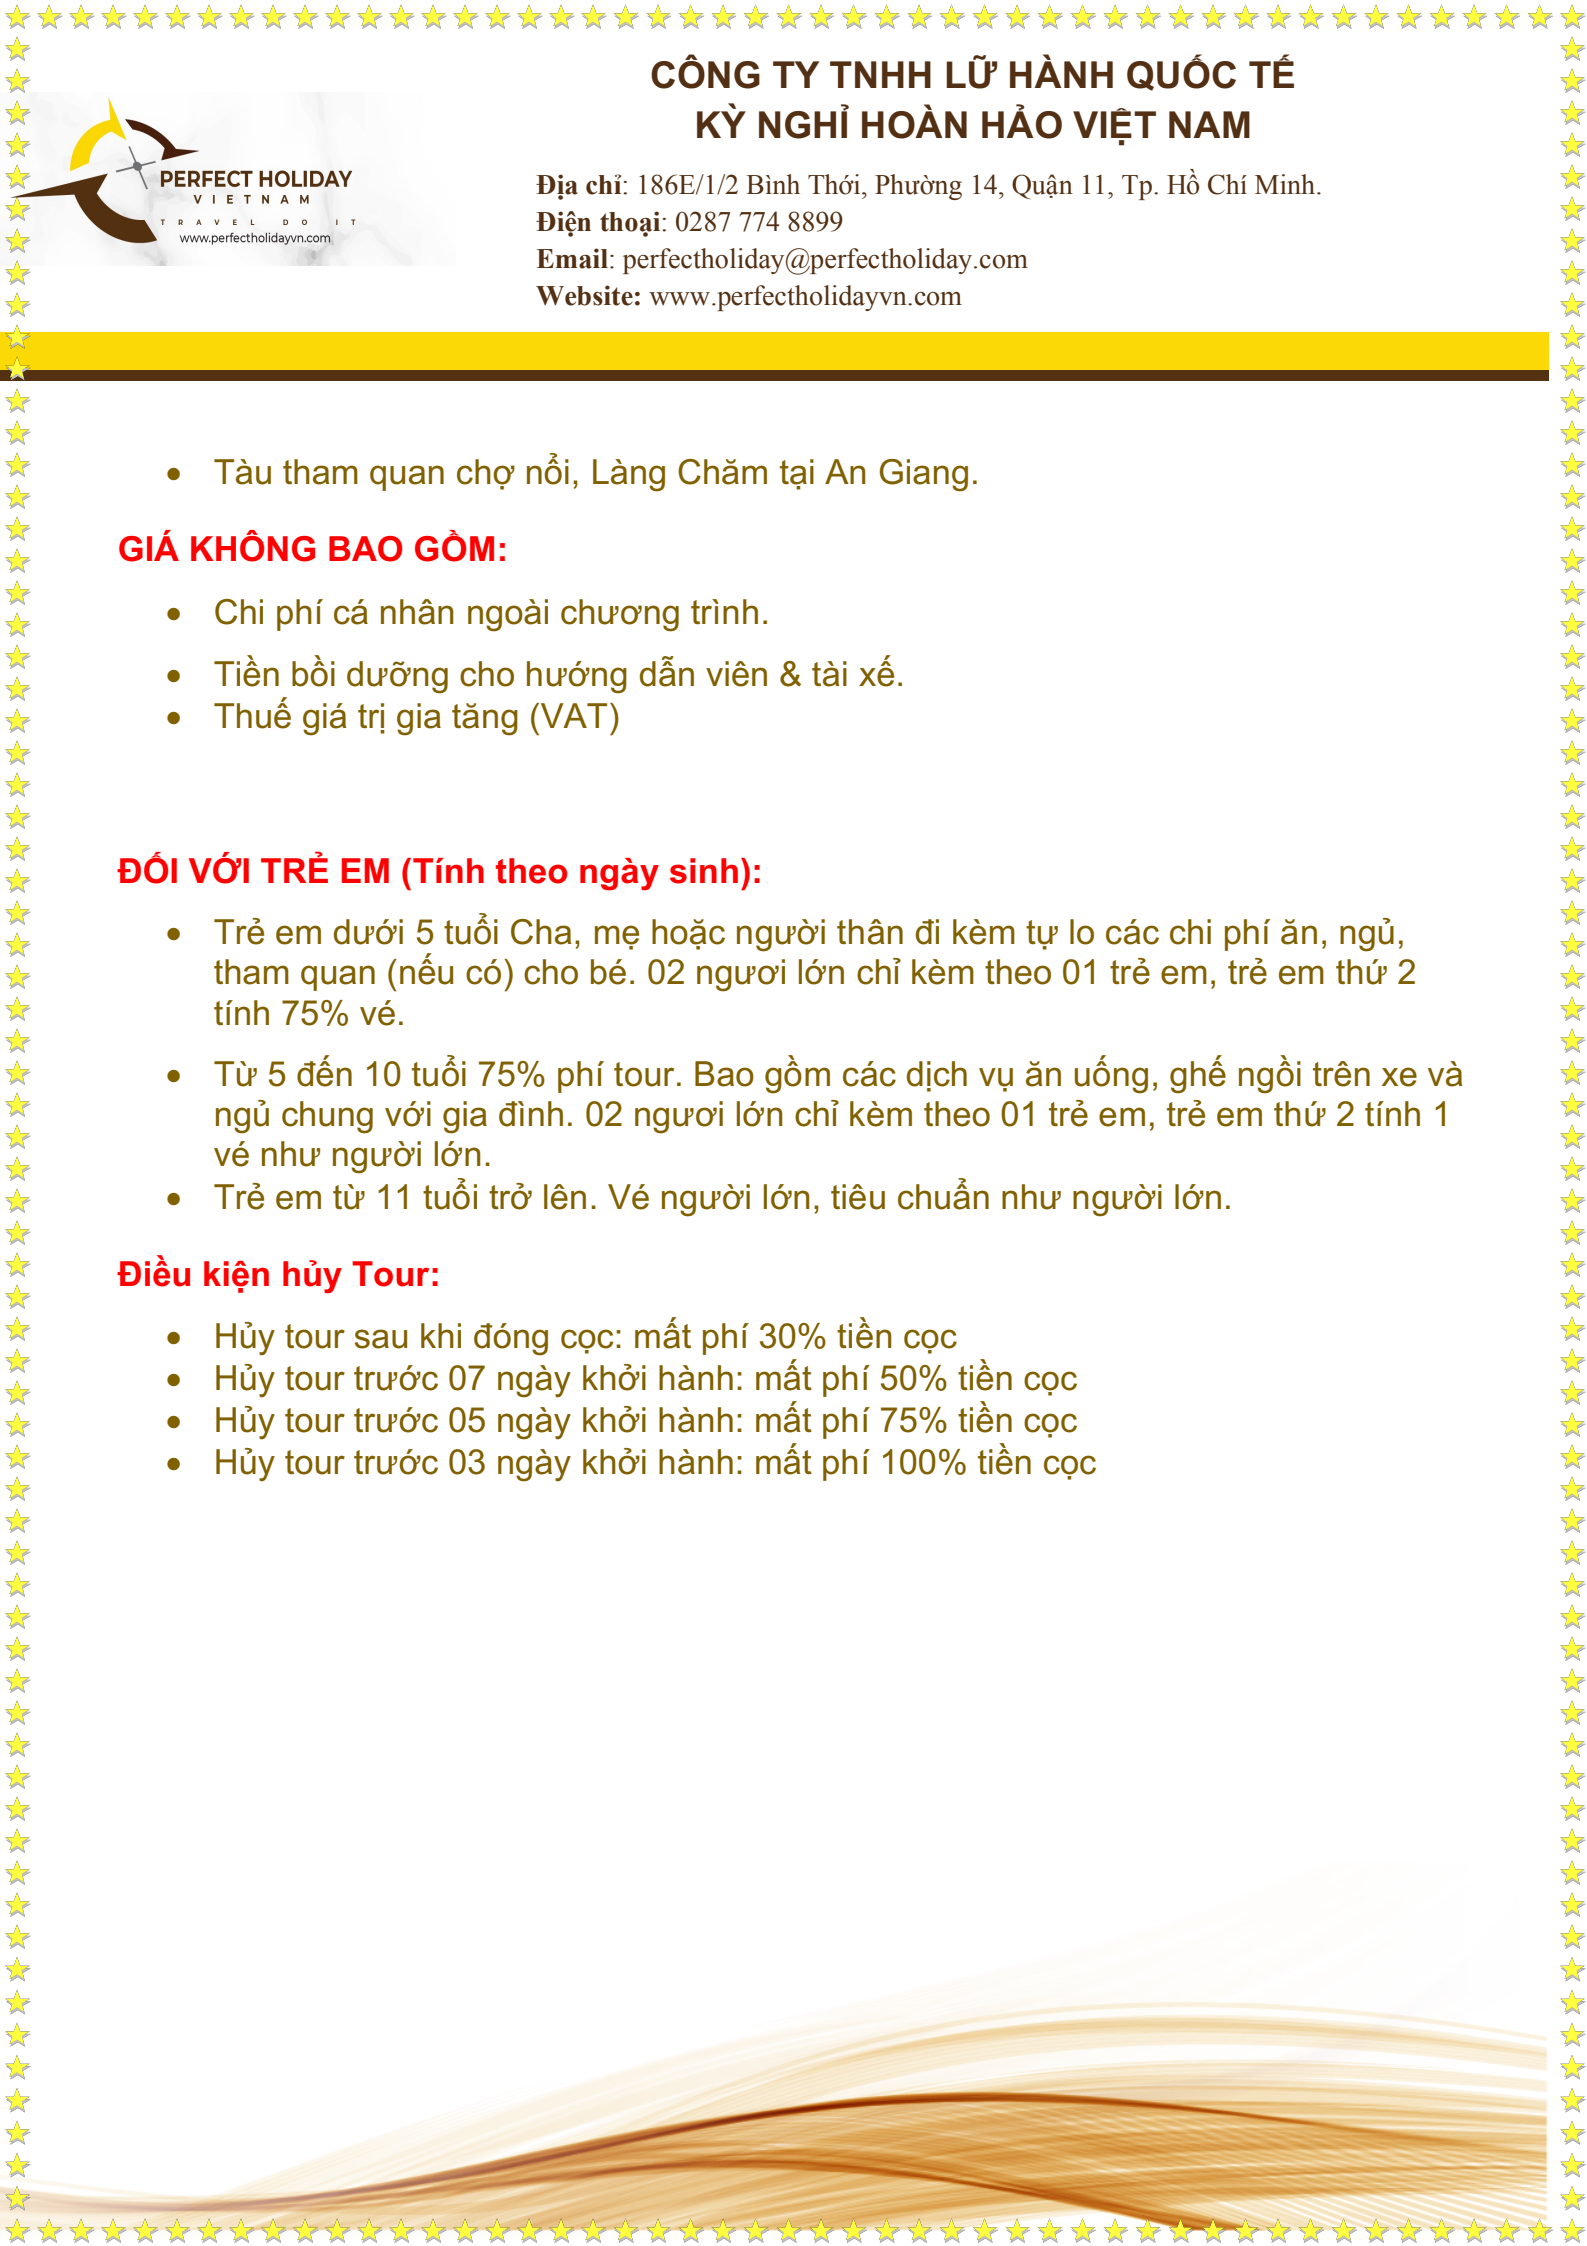 CÔNG TY TNHH LỮ HÀNH QUỐC TẾ
KỲ NGHỈ HOÀN HẢO VIỆT NAM
PERFECT HOLIDAY
VIETNAM
TRAVEL DO IT
www.perfectholidayvn.com
Địa chỉ: 186E/1/2 Bình Thới, Phường 14, Quận 11, Tp. Hồ Chí Minh.
Điện thoại: 0287 774 8899
Email: perfectholiday@perfectholiday.com
Website: www.perfectholidayvn.com
• Tàu tham quan chợ nổi, Làng Chăm tại An Giang.
GIÁ KHÔNG BAO GỒM:
• Chi phí cá nhân ngoài chương trình.
• Tiền bồi dưỡng cho hướng dẫn viên & tài xế.
• Thuế giá trị gia tăng (VAT)
ĐỐI VỚI TRẺ EM (Tính theo ngày sinh):
• Trẻ em dưới 5 tuổi Cha, mẹ hoặc người thân đi kèm tự lo các chi phí ăn, ngủ,
tham quan (nếu có) cho bé. 02 ngươi lớn chỉ kèm theo 01 trẻ em, trẻ em thứ 2
tính 75% vé.
• Từ 5 đến 10 tuổi 75% phí tour. Bao gồm các dịch vụ ăn uống, ghế ngồi trên xe và
ngủ chung với gia đình. 02 ngươi lớn chỉ kèm theo 01 trẻ em, trẻ em thứ 2 tính 1
vé như người lớn.
• Trẻ em từ 11 tuổi trở lên. Vé người lớn, tiêu chuẩn như người lớn.
Điều kiện hủy Tour:
• Hủy tour sau khi đóng cọc: mất phí 30% tiền cọc
• Hủy tour trước 07 ngày khởi hành: mất phí 50% tiền cọc
• Hủy tour trước 05 ngày khởi hành: mất phí 75% tiền cọc
• Hủy tour trước 03 ngày khởi hành: mất phí 100% tiền cọc